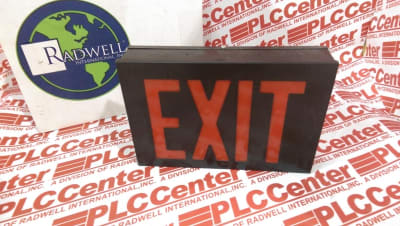 RADWELL
INTERNATIONAL, INC.
EXIT
PLCCenter
A DIVISION OF RADWELL INTERNATIONAL, INC.